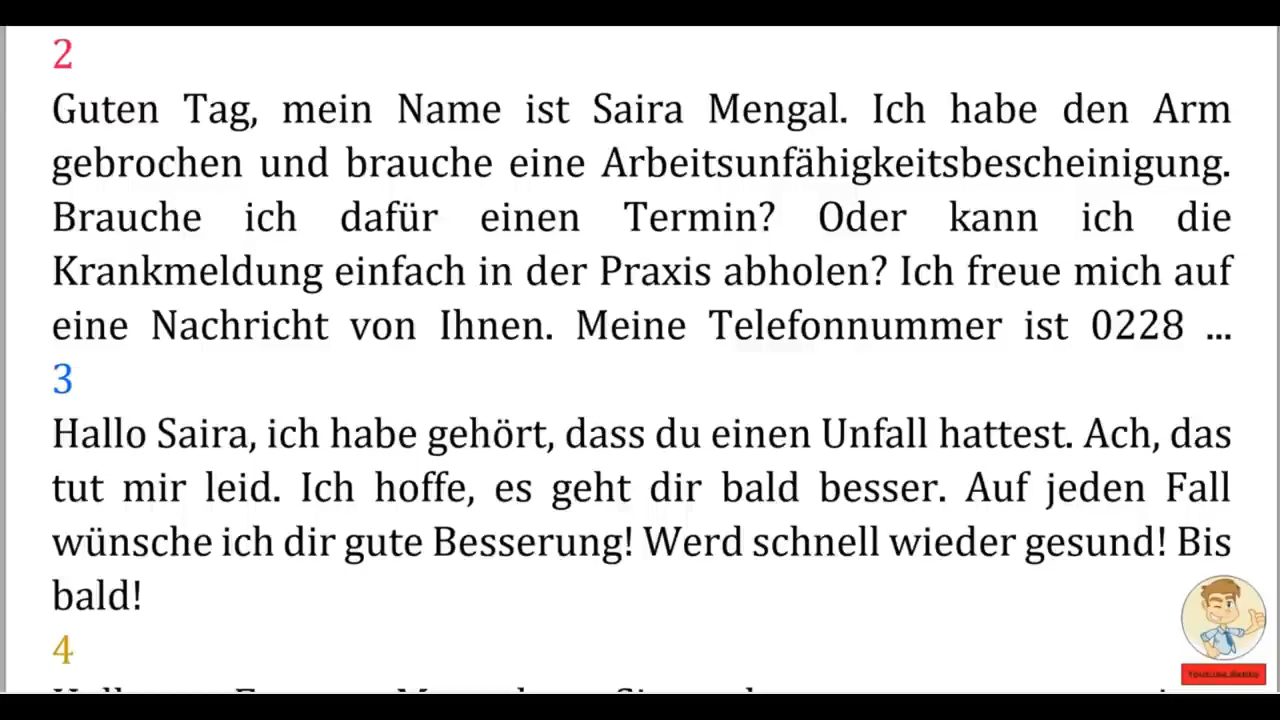 2
Guten Tag, mein Name ist Saira Mengal. Ich habe den Arm
gebrochen und brauche eine Arbeitsunfähigkeitsbescheinigung.
Brauche ich dafür einen Termin? Oder kann ich die
Krankmeldung einfach in der Praxis abholen? Ich freue mich auf
eine Nachricht von Ihnen. Meine Telefonnummer ist 0228 ...
3
Hallo Saira, ich habe gehört, dass du einen Unfall hattest. Ach, das
tut mir leid. Ich hoffe, es geht dir bald besser. Auf jeden Fall
wünsche ich dir gute Besserung! Werd schnell wieder gesund! Bis
bald!
4